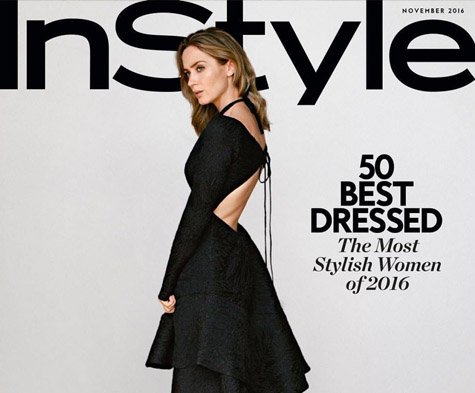 InStyle
NOVEMBER 2016
50
BEST
DRESSED
The Most
Stylish Women
of 2016